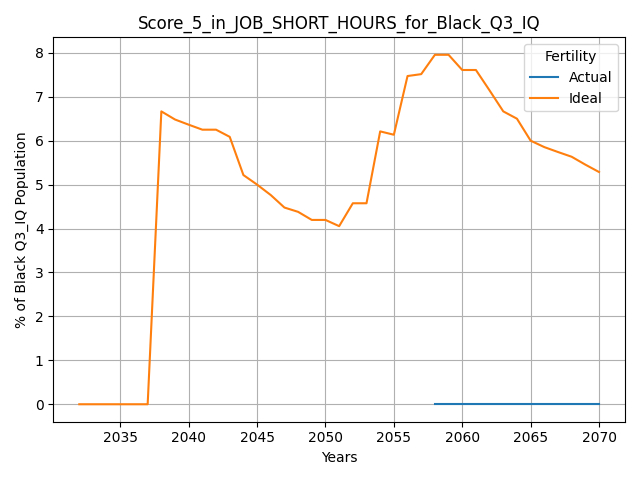 Score_5_in_JOB_SHORT_HOURS_for_Black_Q3_IQ
Fertility
Actual
Ideal
% of Black Q3_IQ Population
8
7
6
5
4
3
2
1
0
2035 2040 2045 2050 2055 2060 2065 2070
Years